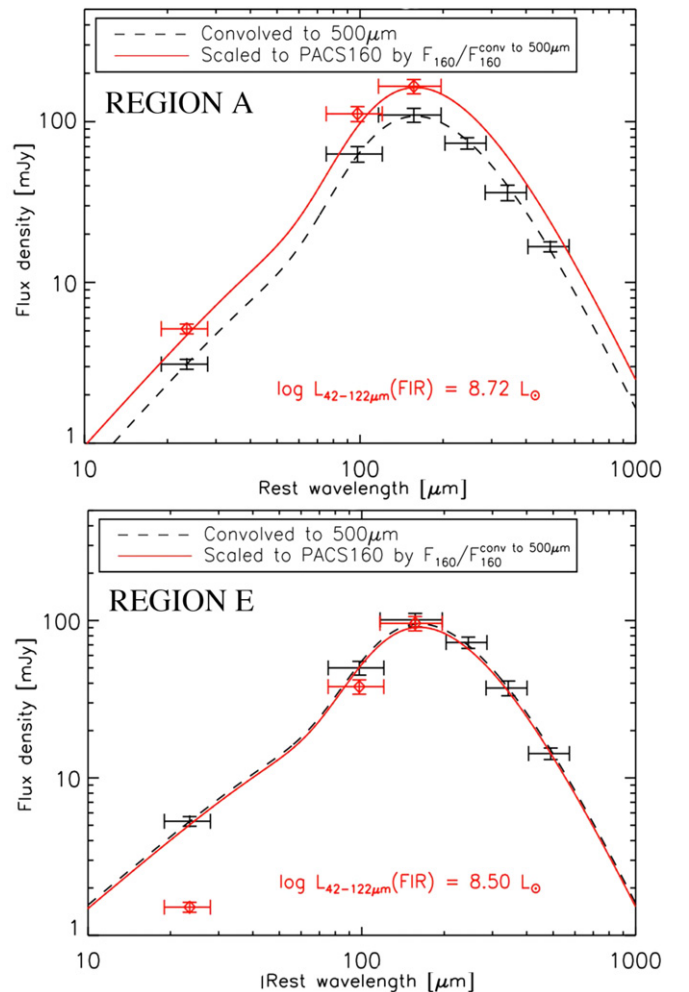 Convolved to 500μm
Scaled to PACS160 by F160/F160conv to 500μm
REGION A
100
10
1
Flux density [mJy]
log L42−122μm(FIR) = 8.72 L⊙
10 100 1000
Rest wavelength [μm]
Convolved to 500μm
Scaled to PACS160 by F160/F160conv to 500μm
REGION E
100
10
1
Flux density [mJy]
log L42−122μm(FIR) = 8.50 L⊙
10 100 1000
|Rest wavelength [μm]